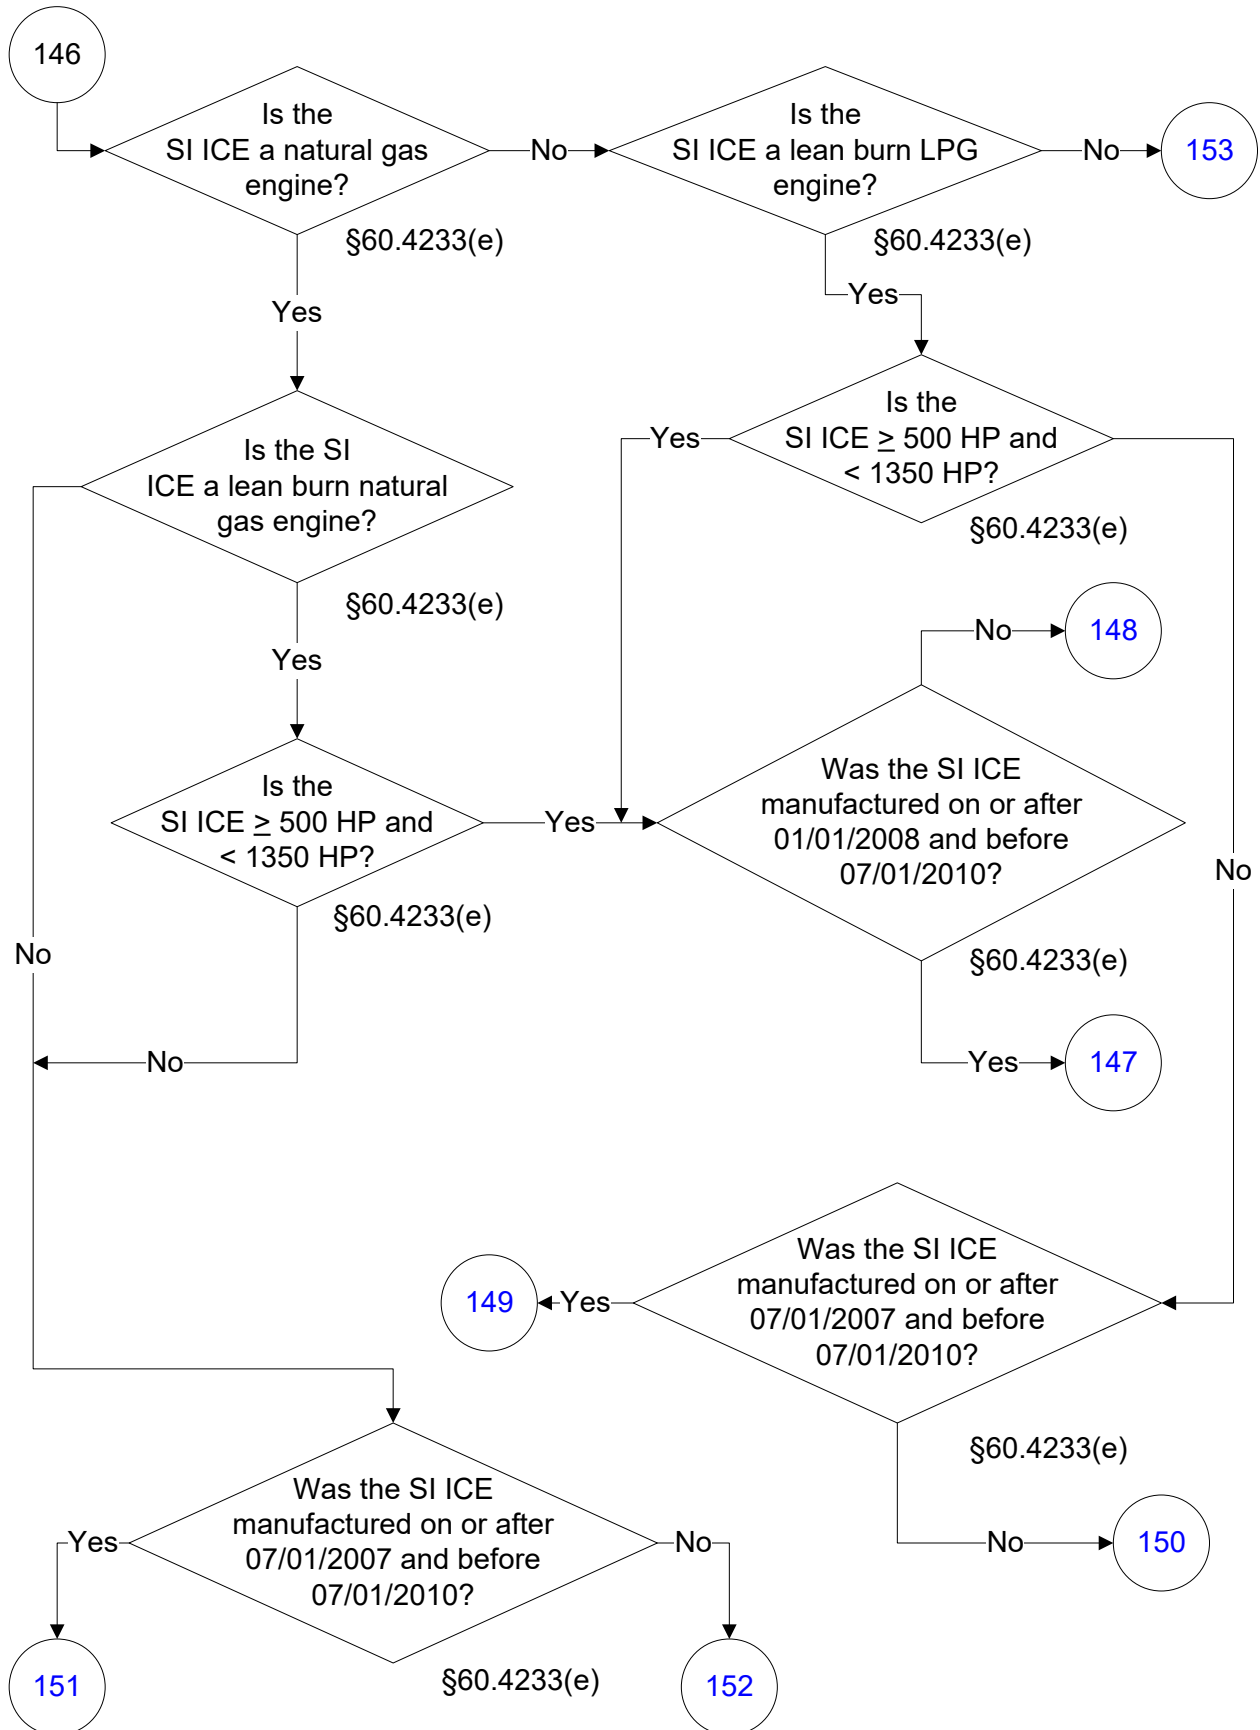 146
Is the
SI ICE a natural gas
engine?
No
Is the
SI ICE a lean burn LPG
engine?
No
153
§60.4233(e)
§60.4233(e)
Yes
Yes
Is the
SI ICE ≥ 500 HP and
< 1350 HP?
Yes
§60.4233(e)
Is the SI
ICE a lean burn natural
gas engine?
§60.4233(e)
Yes
No
148
Is the
SI ICE ≥ 500 HP and
< 1350 HP?
Yes
Was the SI ICE
manufactured on or after
01/01/2008 and before
07/01/2010?
No
§60.4233(e)
No
§60.4233(e)
No
Yes
147
Was the SI ICE
manufactured on or after
07/01/2007 and before
07/01/2010?
149
Yes
§60.4233(e)
No
150
Was the SI ICE
manufactured on or after
07/01/2007 and before
07/01/2010?
Yes
No
§60.4233(e)
151
152